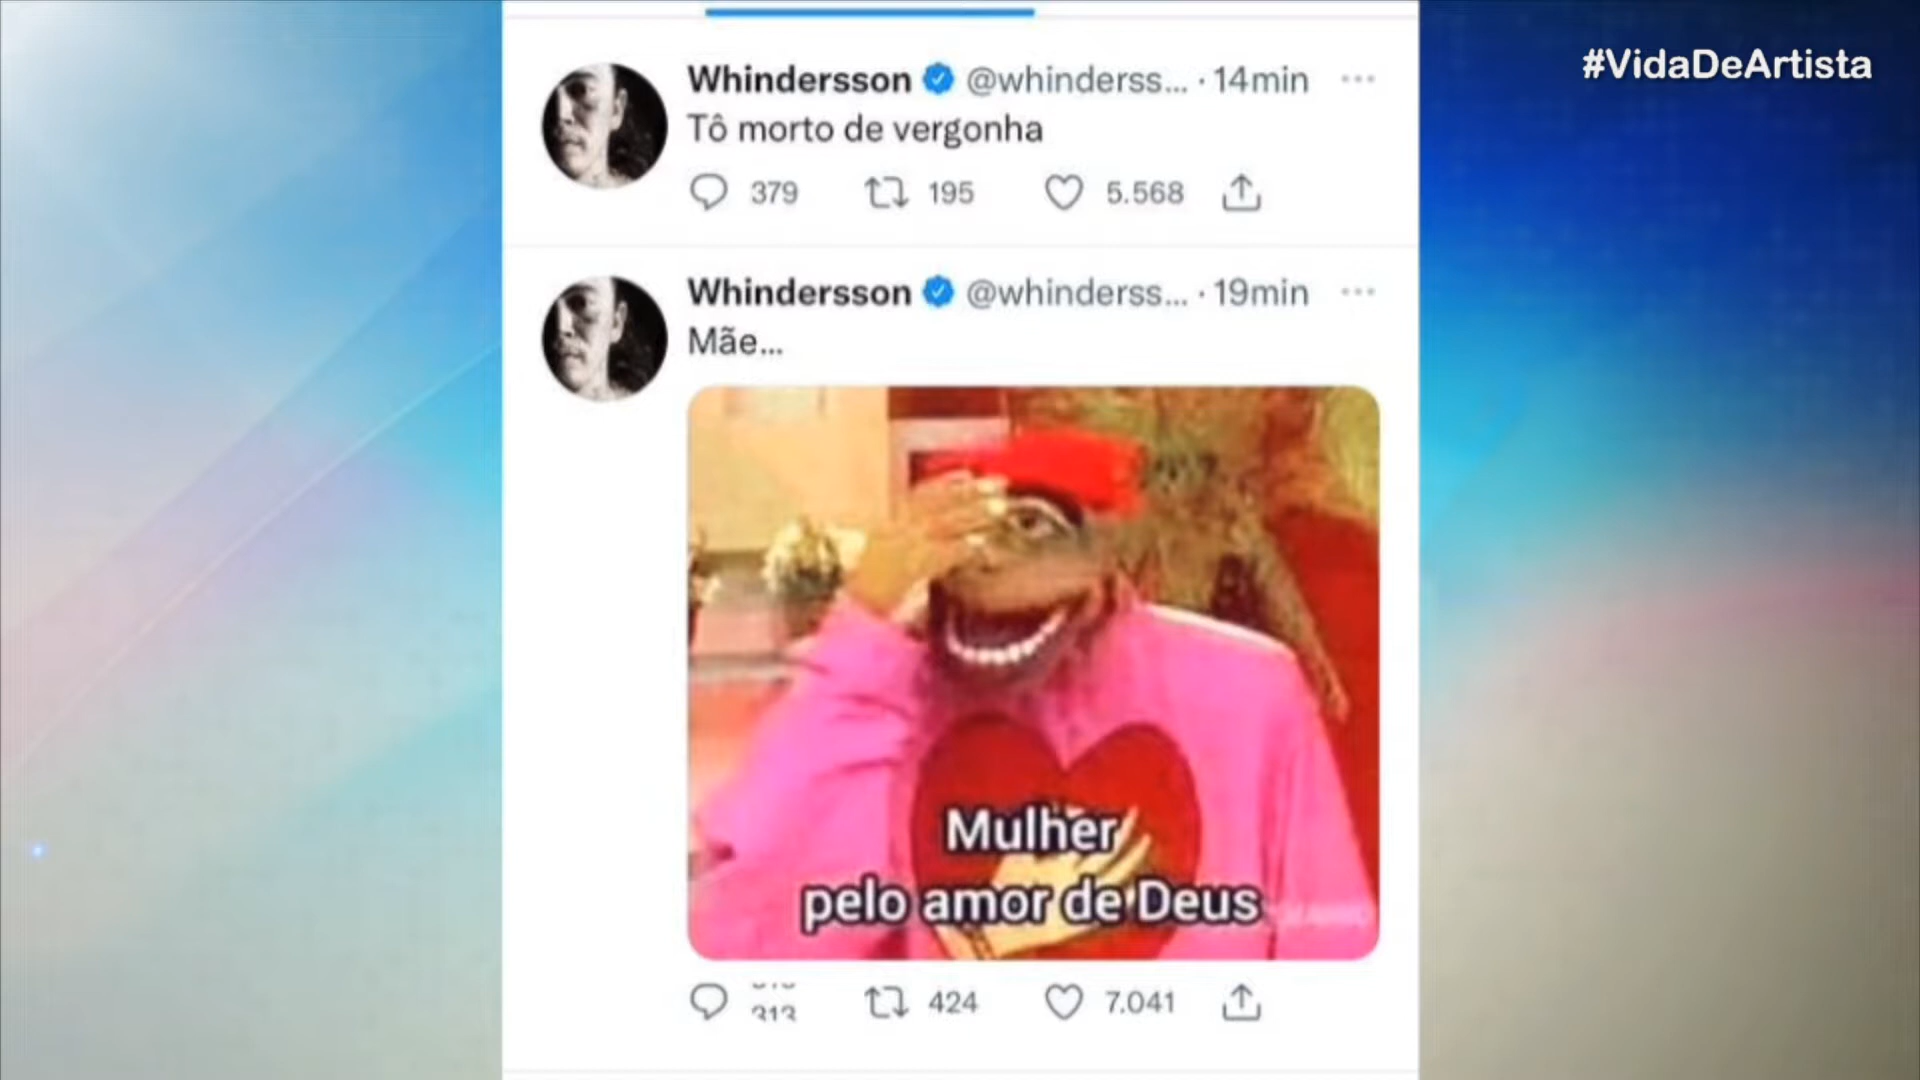 #VidaDeArtista
Whindersson @whinderss... · 14min
Tô morto de vergonha
379 195 5.568
Whindersson @whinderss... · 19min
Mãe...
Mulher
pelo amor de Deus
424 7.041